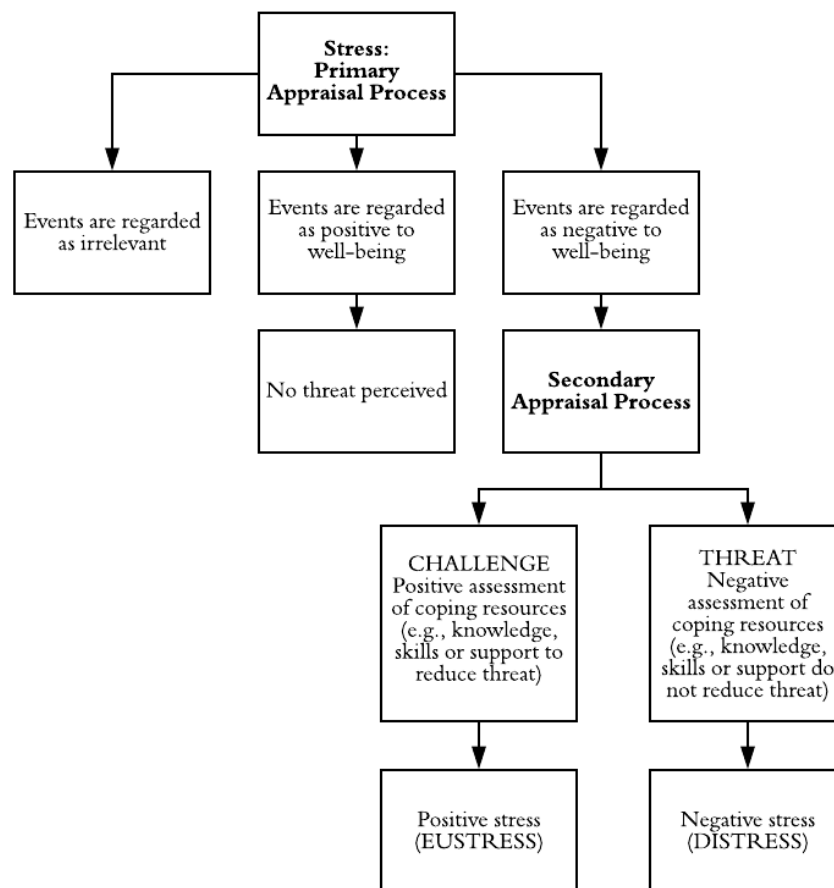 Stress:
Primary
Appraisal Process
Events are regarded
as irrelevant
Events are regarded
as positive to
well-being
Events are regarded
as negative to
well-being
No threat perceived
Secondary
Appraisal Process
CHALLENGE
Positive assessment
of coping resources
(e.g., knowledge,
skills or support to
reduce threat)
THREAT
Negative
assessment of
coping resources
(e.g., knowledge,
skills or support do
not reduce threat)
Positive stress
(EUSTRESS)
Negative stress
(DISTRESS)